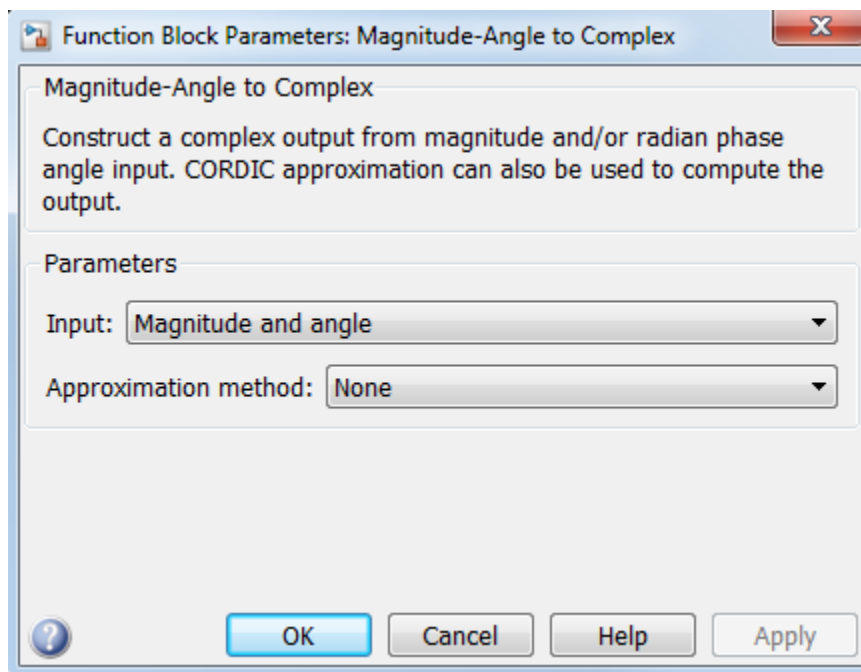 Function Block Parameters: Magnitude-Angle to Complex
Magnitude-Angle to Complex
Construct a complex output from magnitude and/or radian phase
angle input. CORDIC approximation can also be used to compute the
output.
Parameters
Input: Magnitude and angle
Approximation method: None
OK Cancel Help Apply